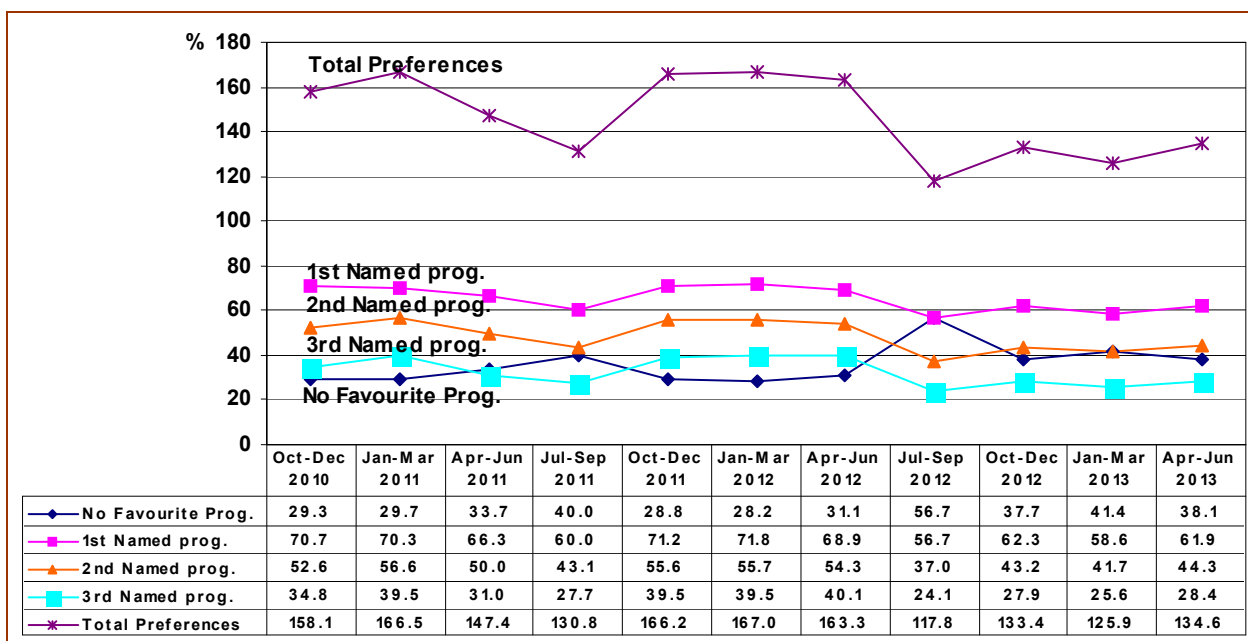 % 180
Total Preferences
160
140
120
100
80
1st Named prog.
2nd Named prog.
60
3rd Named prog.
40
No Favourite Prog.
20
0
Oct-Dec 2010 Jan-Mar 2011 Apr-Jun 2011 Jul-Sep 2011 Oct-Dec 2011 Jan-Mar 2012 Apr-Jun 2012 Jul-Sep 2012 Oct-Dec 2012 Jan-Mar 2013 Apr-Jun 2013
No Favourite Prog. 29.3 29.7 33.7 40.0 28.8 28.2 31.1 56.7 37.7 41.4 38.1
1st Named prog. 70.7 70.3 66.3 60.0 71.2 71.8 68.9 56.7 62.3 58.6 61.9
2nd Named prog. 52.6 56.6 50.0 43.1 55.6 55.7 54.3 37.0 43.2 41.7 44.3
3rd Named prog. 34.8 39.5 31.0 27.7 39.5 39.5 40.1 24.1 27.9 25.6 28.4
Total Preferences 158.1 166.5 147.4 130.8 166.2 167.0 163.3 117.8 133.4 125.9 134.6